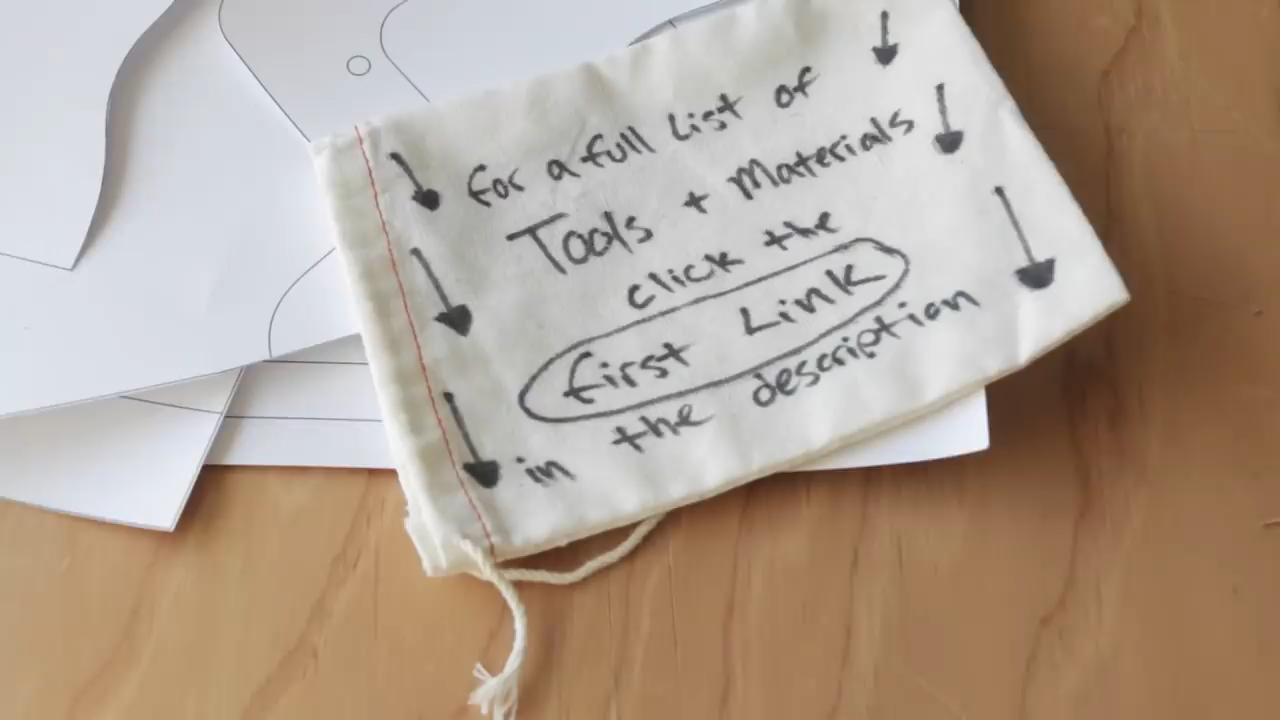 for a full List of
Tools + Materials
click the
first Link
in the description